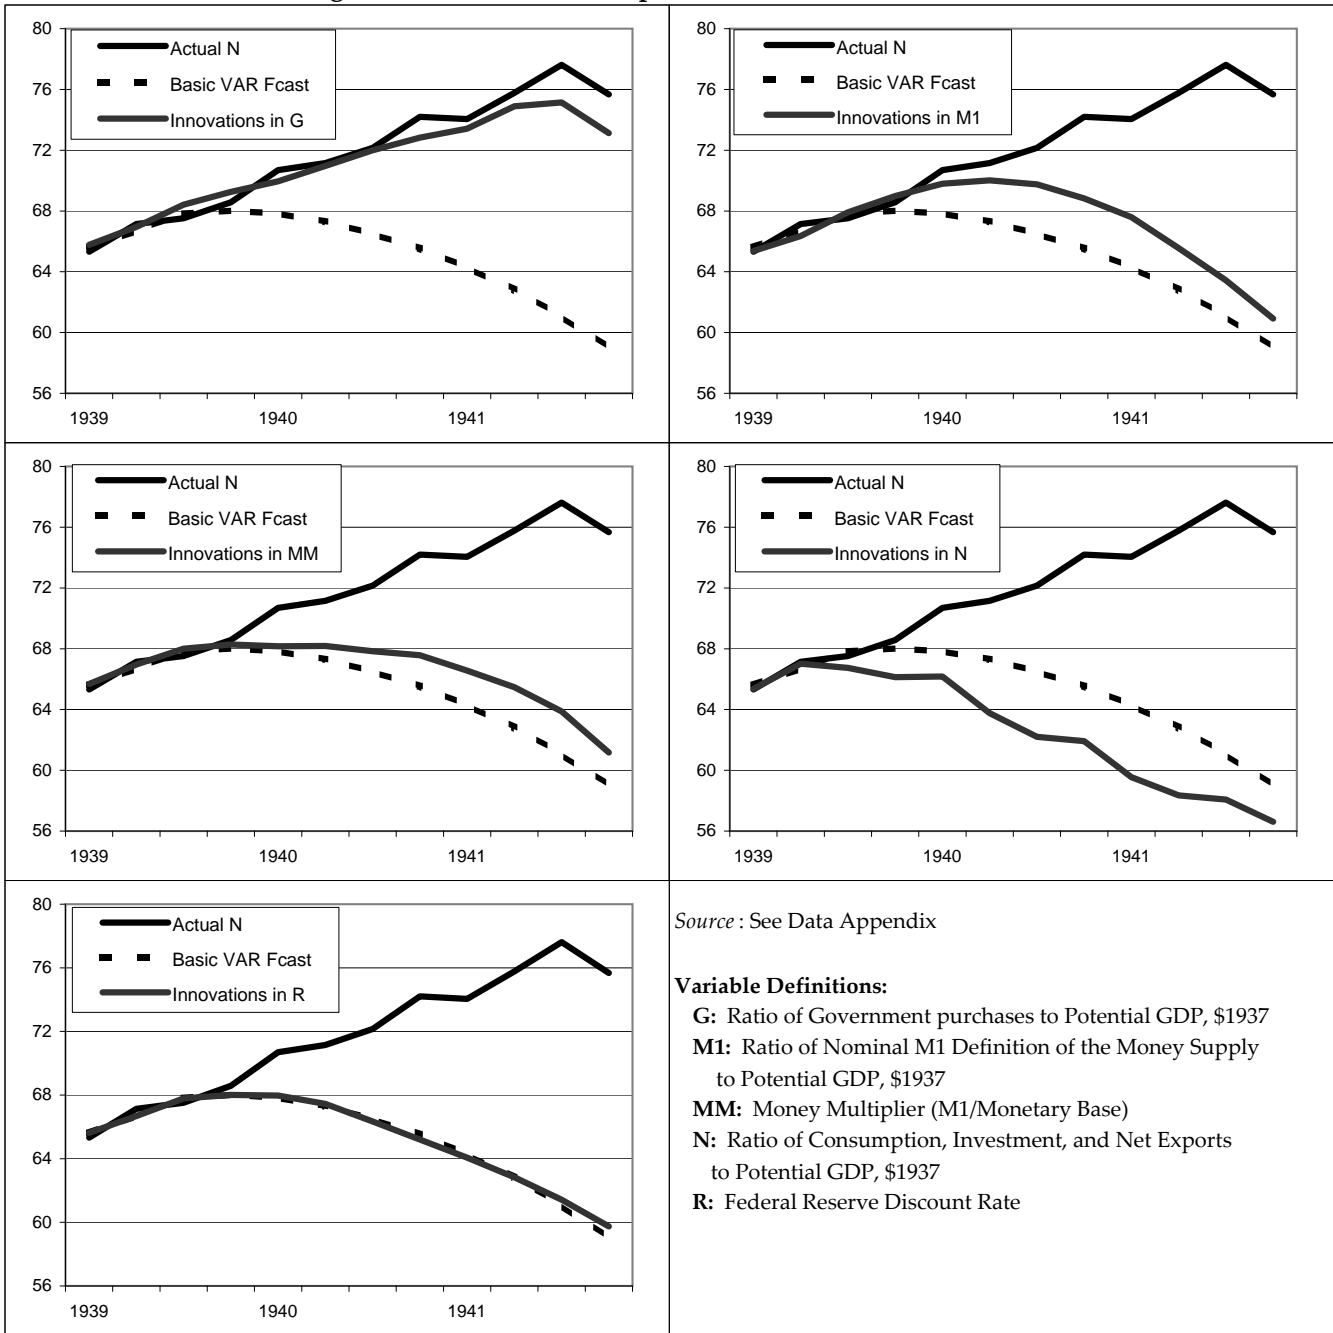 80
76
72
68
64
60
56
1939
1940
1941
Actual N
Basic VAR Fcast
Innovations in G
80
76
72
68
64
60
56
1939
1940
1941
Actual N
Basic VAR Fcast
Innovations in M1
80
76
72
68
64
60
56
1939
1940
1941
Actual N
Basic VAR Fcast
Innovations in MM
80
76
72
68
64
60
56
1939
1940
1941
Actual N
Basic VAR Fcast
Innovations in N
80
76
72
68
64
60
56
1939
1940
1941
Actual N
Basic VAR Fcast
Innovations in R
Source : See Data Appendix
Variable Definitions:
G: Ratio of Government purchases to Potential GDP, $1937
M1: Ratio of Nominal M1 Definition of the Money Supply
to Potential GDP, $1937
MM: Money Multiplier (M1/Monetary Base)
N: Ratio of Consumption, Investment, and Net Exports
to Potential GDP, $1937
R: Federal Reserve Discount Rate